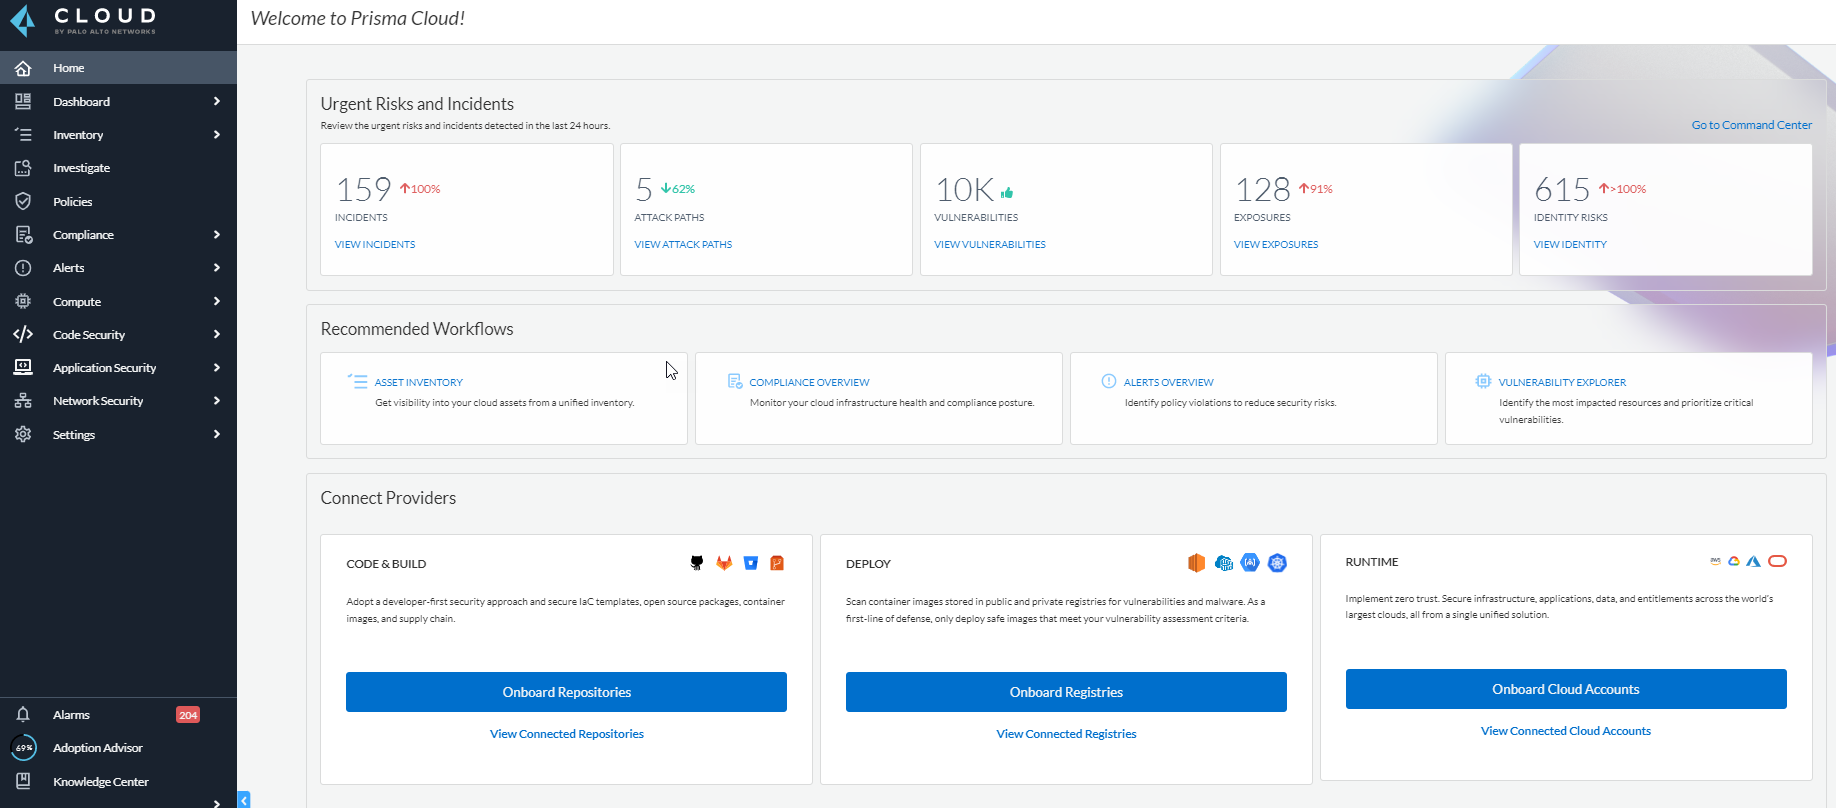 CLOUD
BY PALO ALTO NETWORKS
Welcome to Prisma Cloud!
Home
Dashboard
Inventory
Investigate
Policies
Compliance
Alerts
Compute
Code Security
Application Security
Network Security
Settings
Alarms
204
69%
Adoption Advisor
Knowledge Center
Urgent Risks and Incidents
Review the urgent risks and incidents detected in the last 24 hours.
Go to Command Center
159 100%
INCIDENTS
VIEW INCIDENTS
5 62%
ATTACK PATHS
VIEW ATTACK PATHS
10K
VULNERABILITIES
VIEW VULNERABILITIES
128 91%
EXPOSURES
VIEW EXPOSURES
615 >100%
IDENTITY RISKS
VIEW IDENTITY
Recommended Workflows
ASSET INVENTORY
Get visibility into your cloud assets from a unified inventory.
COMPLIANCE OVERVIEW
Monitor your cloud infrastructure health and compliance posture.
ALERTS OVERVIEW
Identify policy violations to reduce security risks.
VULNERABILITY EXPLORER
Identify the most impacted resources and prioritize critical
vulnerabilities.
Connect Providers
CODE & BUILD
Adopt a developer-first security approach and secure IaC templates, open source packages, container
images, and supply chain.
Onboard Repositories
View Connected Repositories
DEPLOY
Scan container images stored in public and private registries for vulnerabilities and malware. As a
first-line of defense, only deploy safe images that meet your vulnerability assessment criteria.
Onboard Registries
View Connected Registries
RUNTIME
aws
Implement zero trust. Secure infrastructure, applications, data, and entitlements across the world's
largest clouds, all from a single unified solution.
Onboard Cloud Accounts
View Connected Cloud Accounts